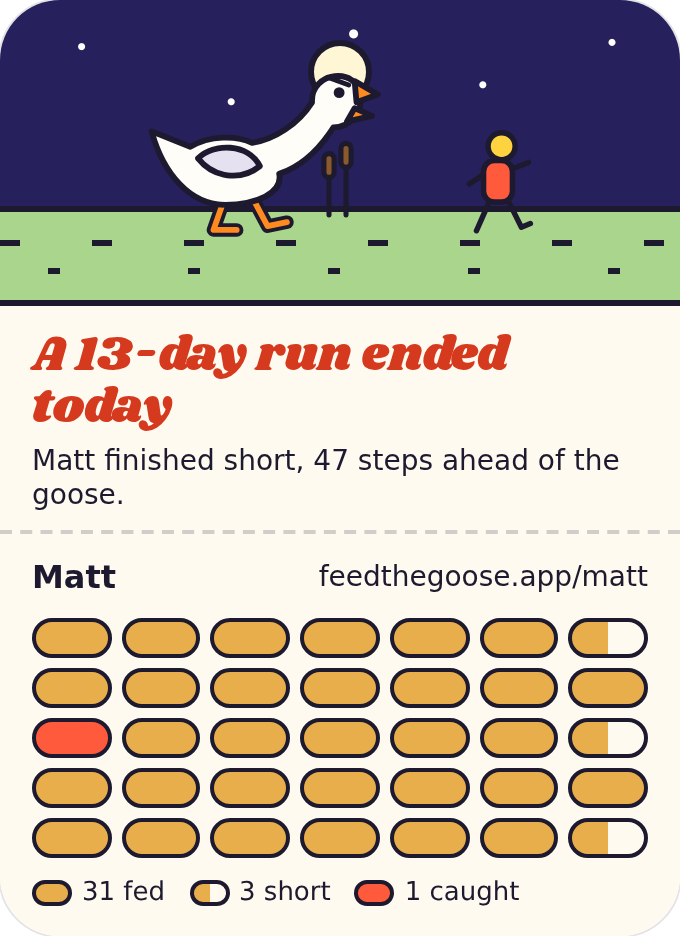 A 13-day run ended
today
Matt finished short, 47 steps ahead of the
goose.
Matt
feedthegoose.app/matt
31 fed
3 short
1 caught